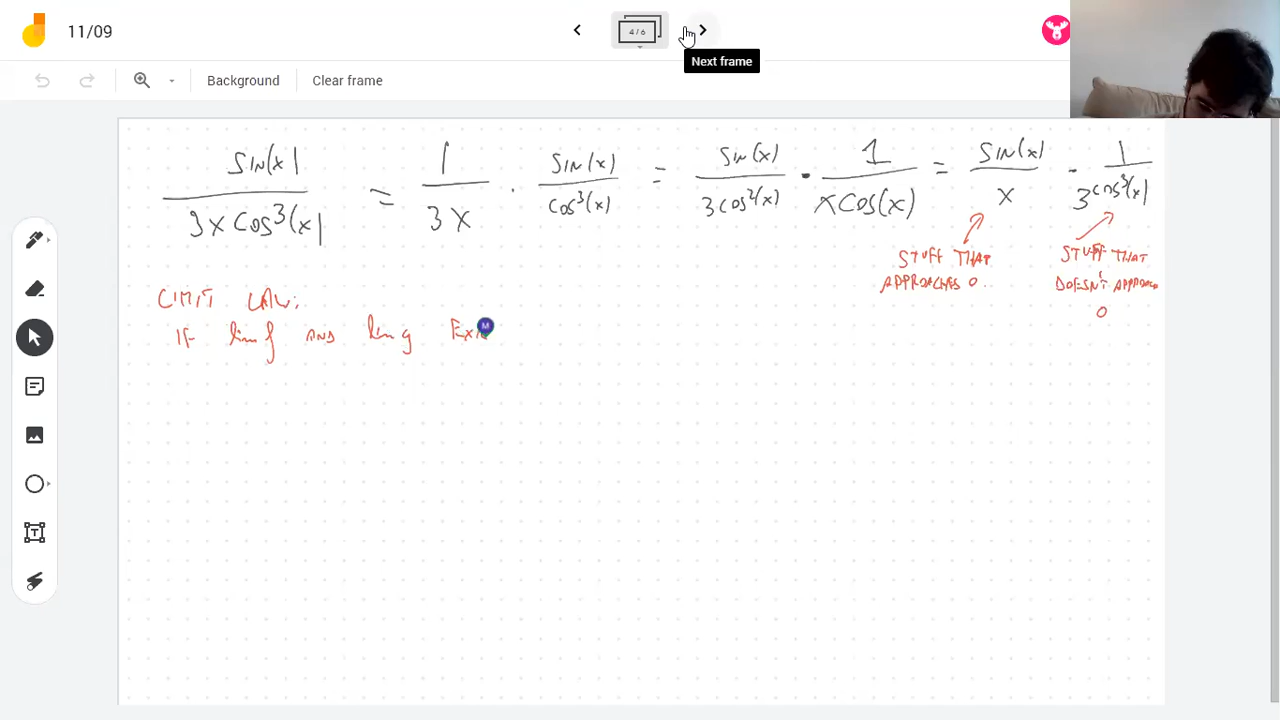 11/09
4 / 6
Next frame
Background
Clear frame
sin(x) / 3x cos³(x) = 1 / 3x · sin(x) / cos³(x) = sin(x) / 3cos²(x) · 1 / x cos(x) = sin(x) / x · 1 / 3cos³(x)
STUFF THAT
APPROACHES 0.
STUFF THAT
DOESN'T APPROACH
0
LIMIT LAW:
IF lim f AND lim g Exi
M